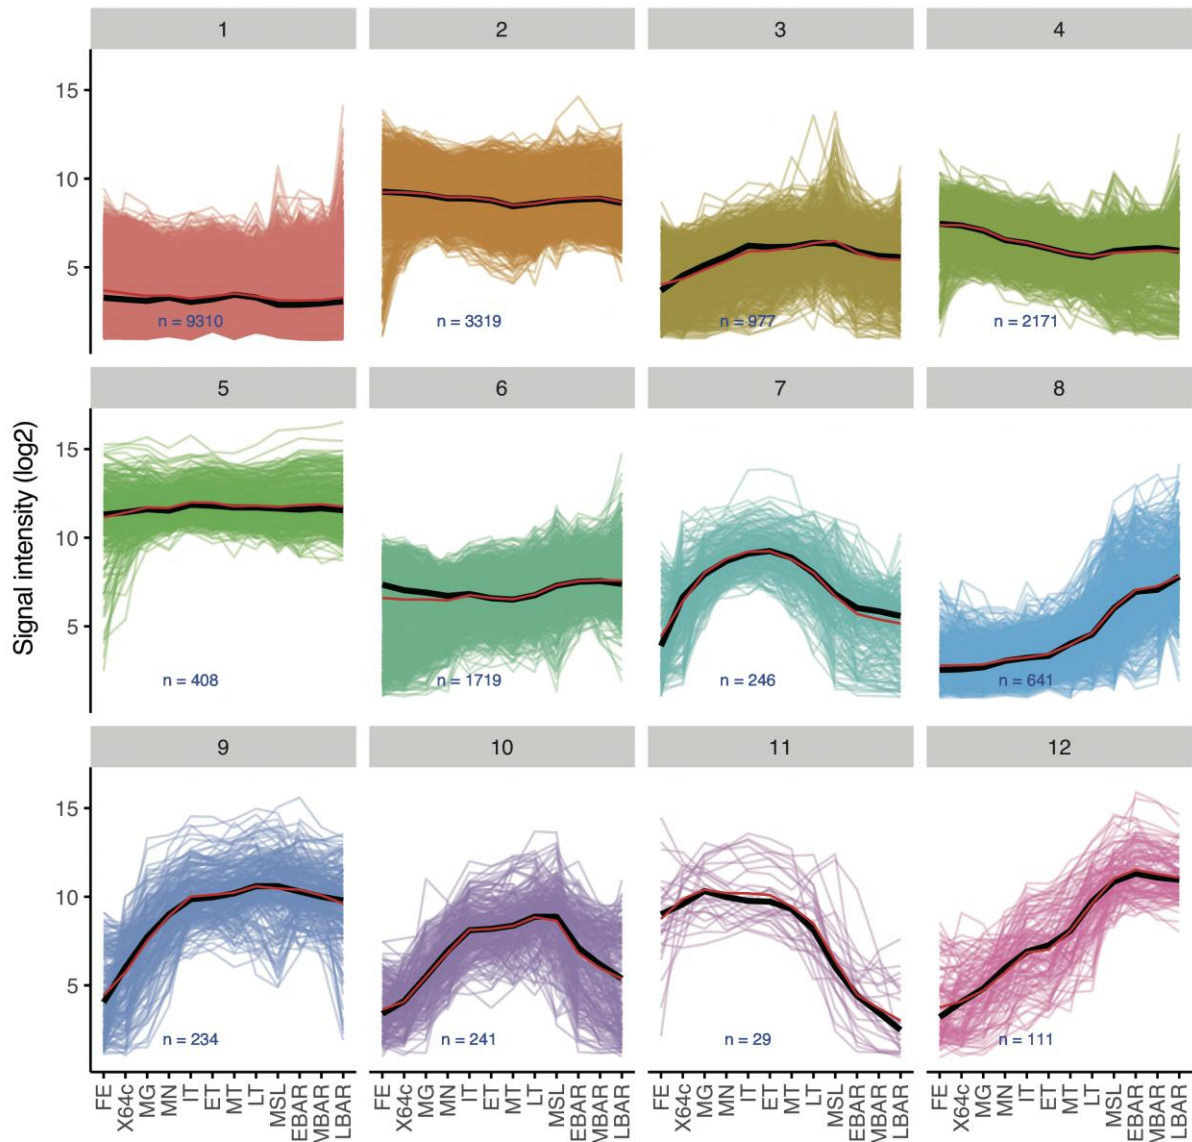 1 2 3 4
15
10
5
n = 9310 n = 3319 n = 977 n = 2171
5 6 7 8
Signal intensity (log2)
15
10
5
n = 408 n = 1719 n = 246 n = 641
9 10 11 12
15
10
5
n = 234 n = 241 n = 29 n = 111
FE X64c MG MN IT ET MT LT MSL EBAR MBAR LBAR FE X64c MG MN IT ET MT LT MSL EBAR MBAR LBAR FE X64c MG MN IT ET MT LT MSL EBAR MBAR LBAR FE X64c MG MN IT ET MT LT MSL EBAR MBAR LBAR